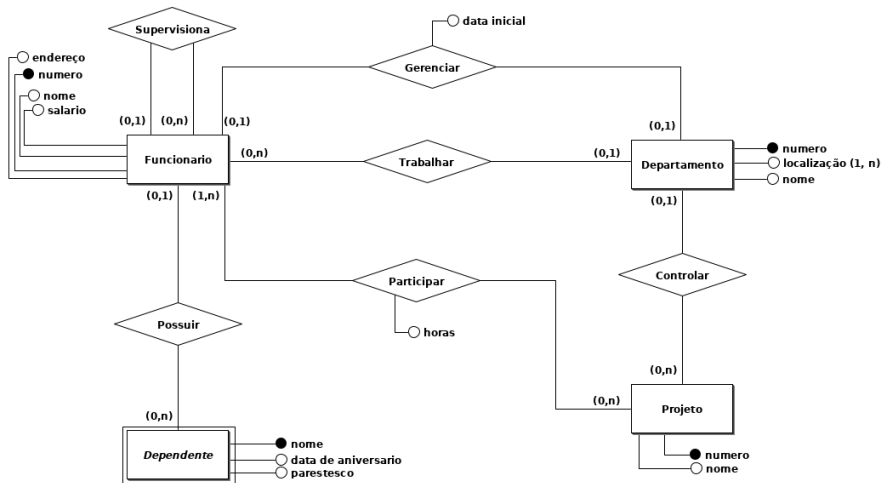 Supervisiona
data inicial
endereço
numero
nome
salario
Gerenciar
(0,1)
(0,n)
(0,1)
(0,1)
Funcionario
(0,n)
Trabalhar
(0,1)
Departamento
numero
localização (1, n)
nome
(0,1)
(1,n)
(0,1)
Participar
Controlar
horas
Possuir
(0,n)
(0,n)
(0,n)
Projeto
Dependente
nome
data de aniversario
parestesco
numero
nome